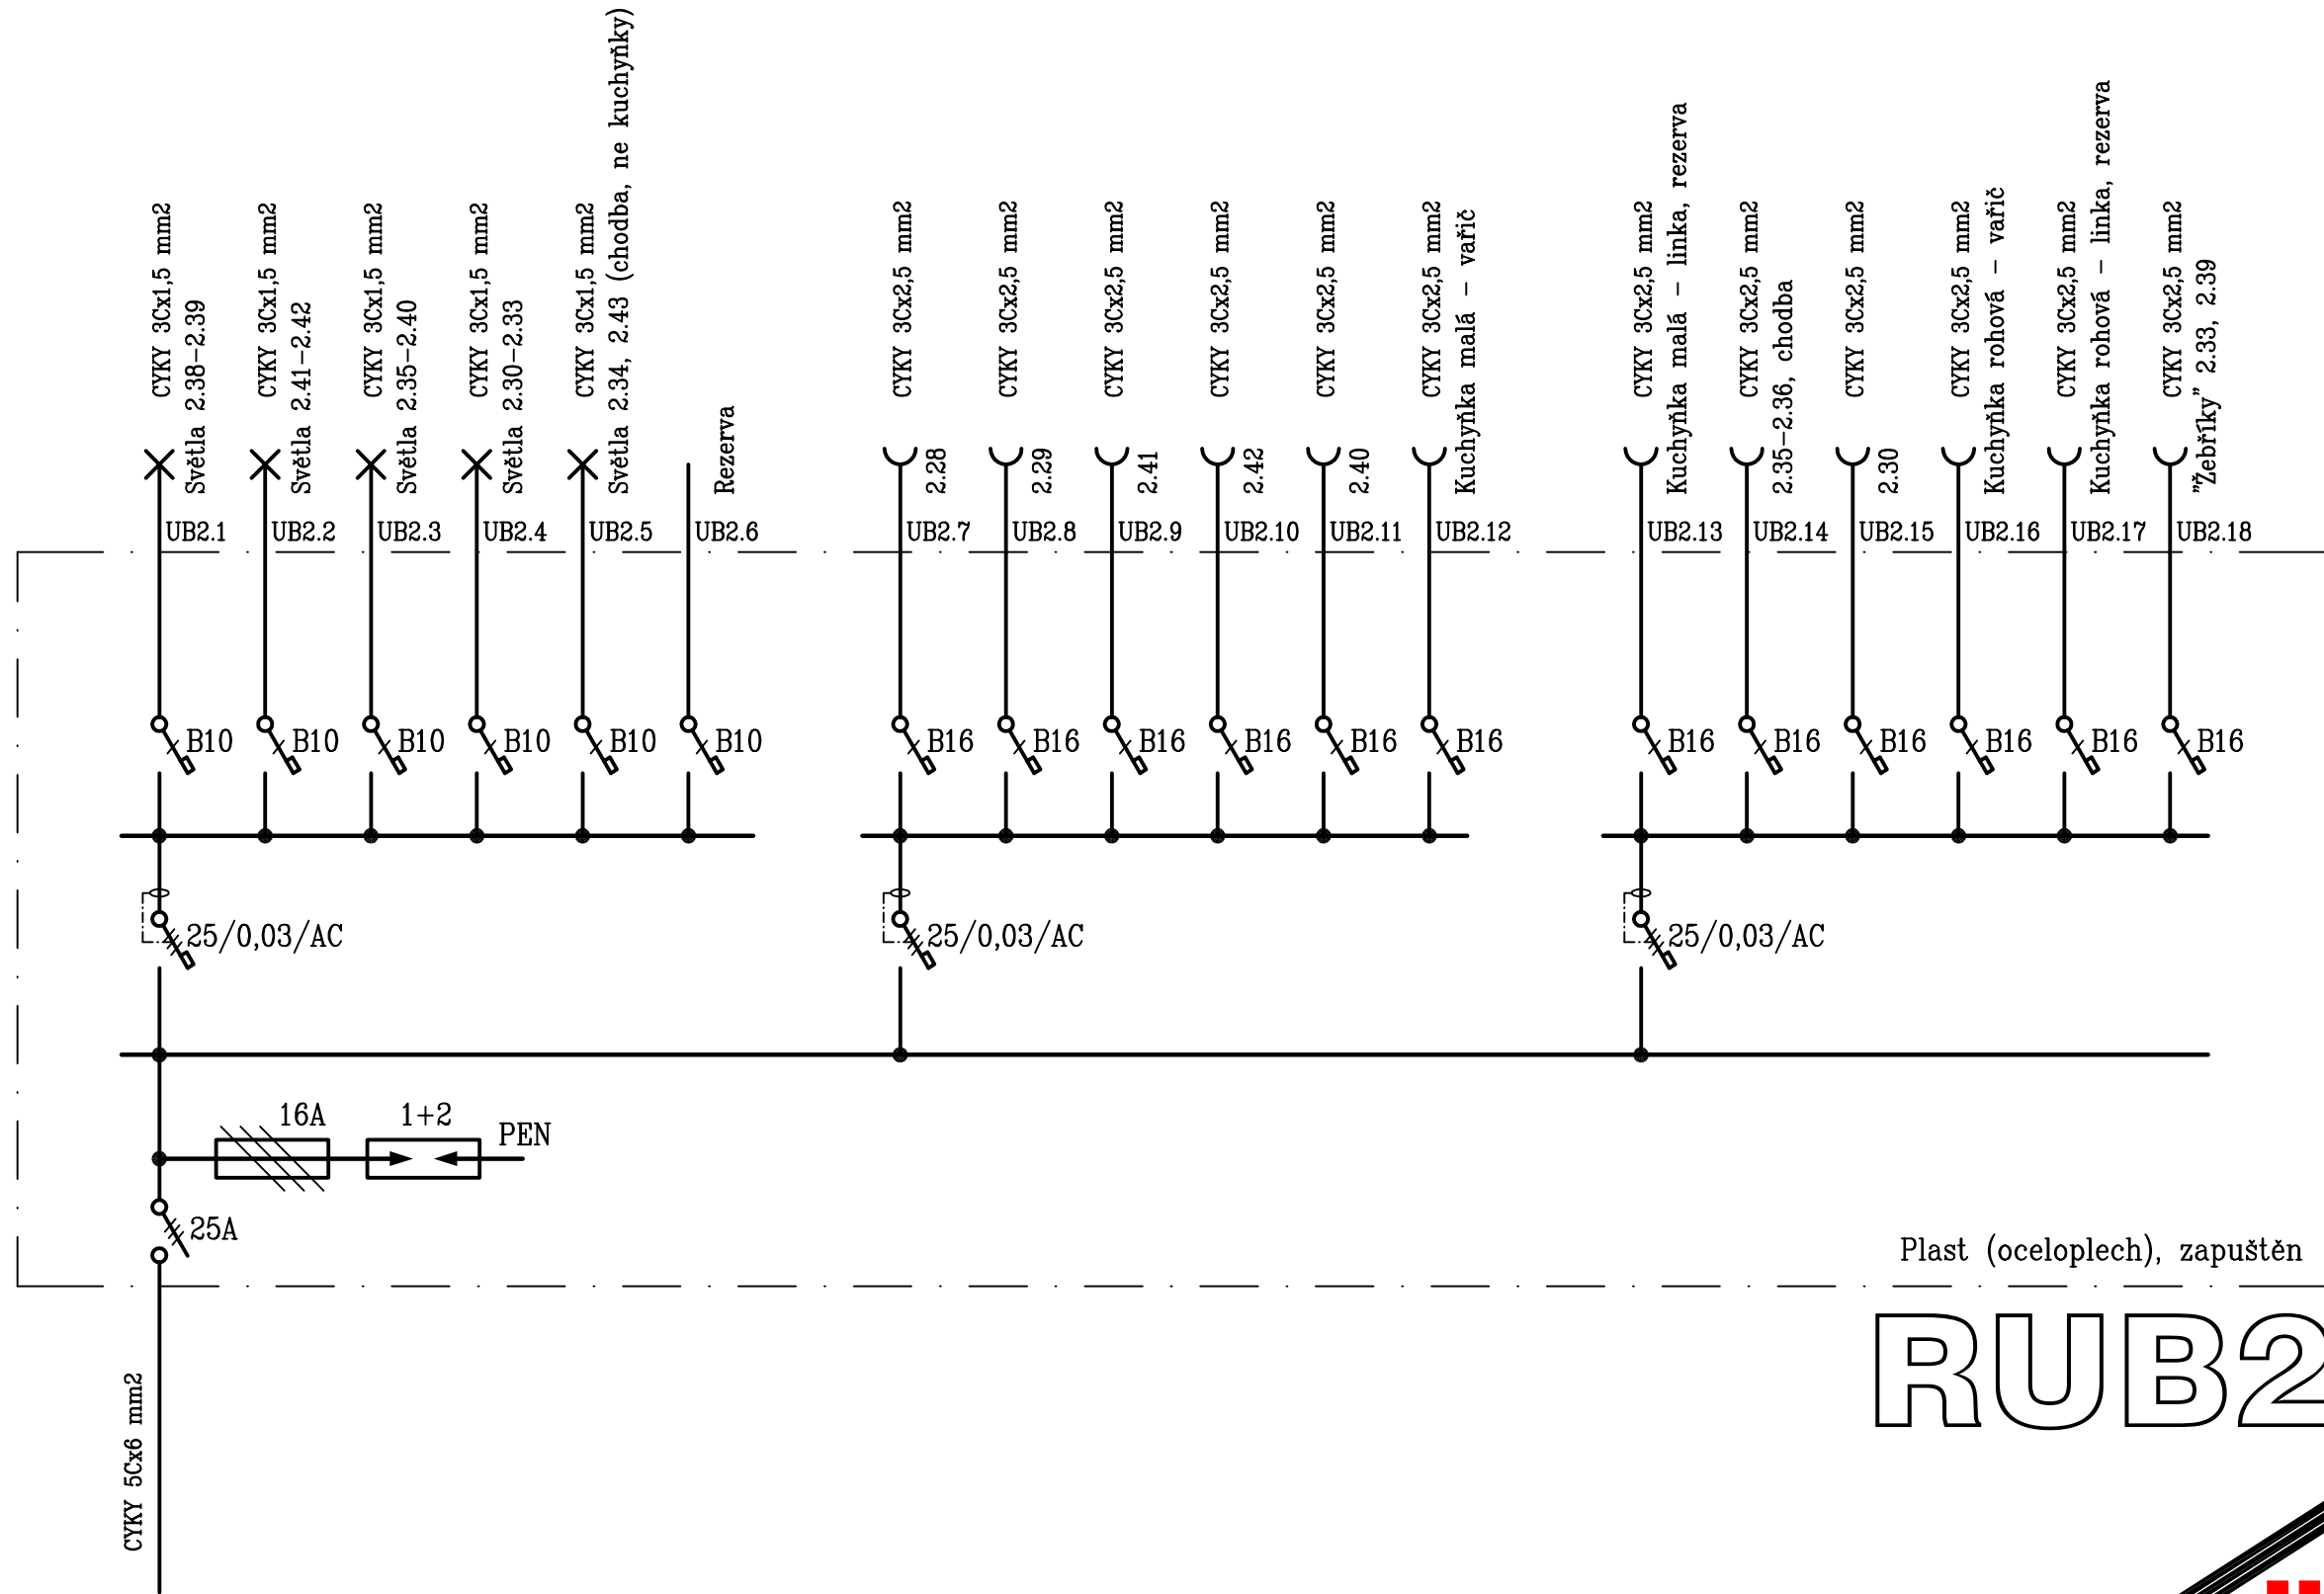 CYKY 3Cx1,5 mm2
Světla 2.38-2.39
CYKY 3Cx1,5 mm2
Světla 2.41-2.42
CYKY 3Cx1,5 mm2
Světla 2.35-2.40
CYKY 3Cx1,5 mm2
Světla 2.30-2.33
CYKY 3Cx1,5 mm2
Světla 2.34, 2.43 (chodba, ne kuchyňky)
Rezerva
CYKY 3Cx2,5 mm2
2.28
CYKY 3Cx2,5 mm2
2.29
CYKY 3Cx2,5 mm2
2.41
CYKY 3Cx2,5 mm2
2.42
CYKY 3Cx2,5 mm2
2.40
CYKY 3Cx2,5 mm2
Kuchyňka malá - vařič
CYKY 3Cx2,5 mm2
Kuchyňka malá - linka, rezerva
CYKY 3Cx2,5 mm2
2.35-2.36, chodba
CYKY 3Cx2,5 mm2
2.30
CYKY 3Cx2,5 mm2
Kuchyňka rohová - vařič
CYKY 3Cx2,5 mm2
Kuchyňka rohová - linka, rezerva
CYKY 3Cx2,5 mm2
"Žebříky" 2.33, 2.39
UB2.1 UB2.2 UB2.3 UB2.4 UB2.5 UB2.6 UB2.7 UB2.8 UB2.9 UB2.10 UB2.11 UB2.12 UB2.13 UB2.14 UB2.15 UB2.16 UB2.17 UB2.18
B10 B10 B10 B10 B10 B10 B16 B16 B16 B16 B16 B16 B16 B16 B16 B16 B16 B16
25/0,03/AC 25/0,03/AC 25/0,03/AC
16A 1+2 PEN
25A
Plast (oceloplech), zapuštěn
RUB2
CYKY 5Cx6 mm2